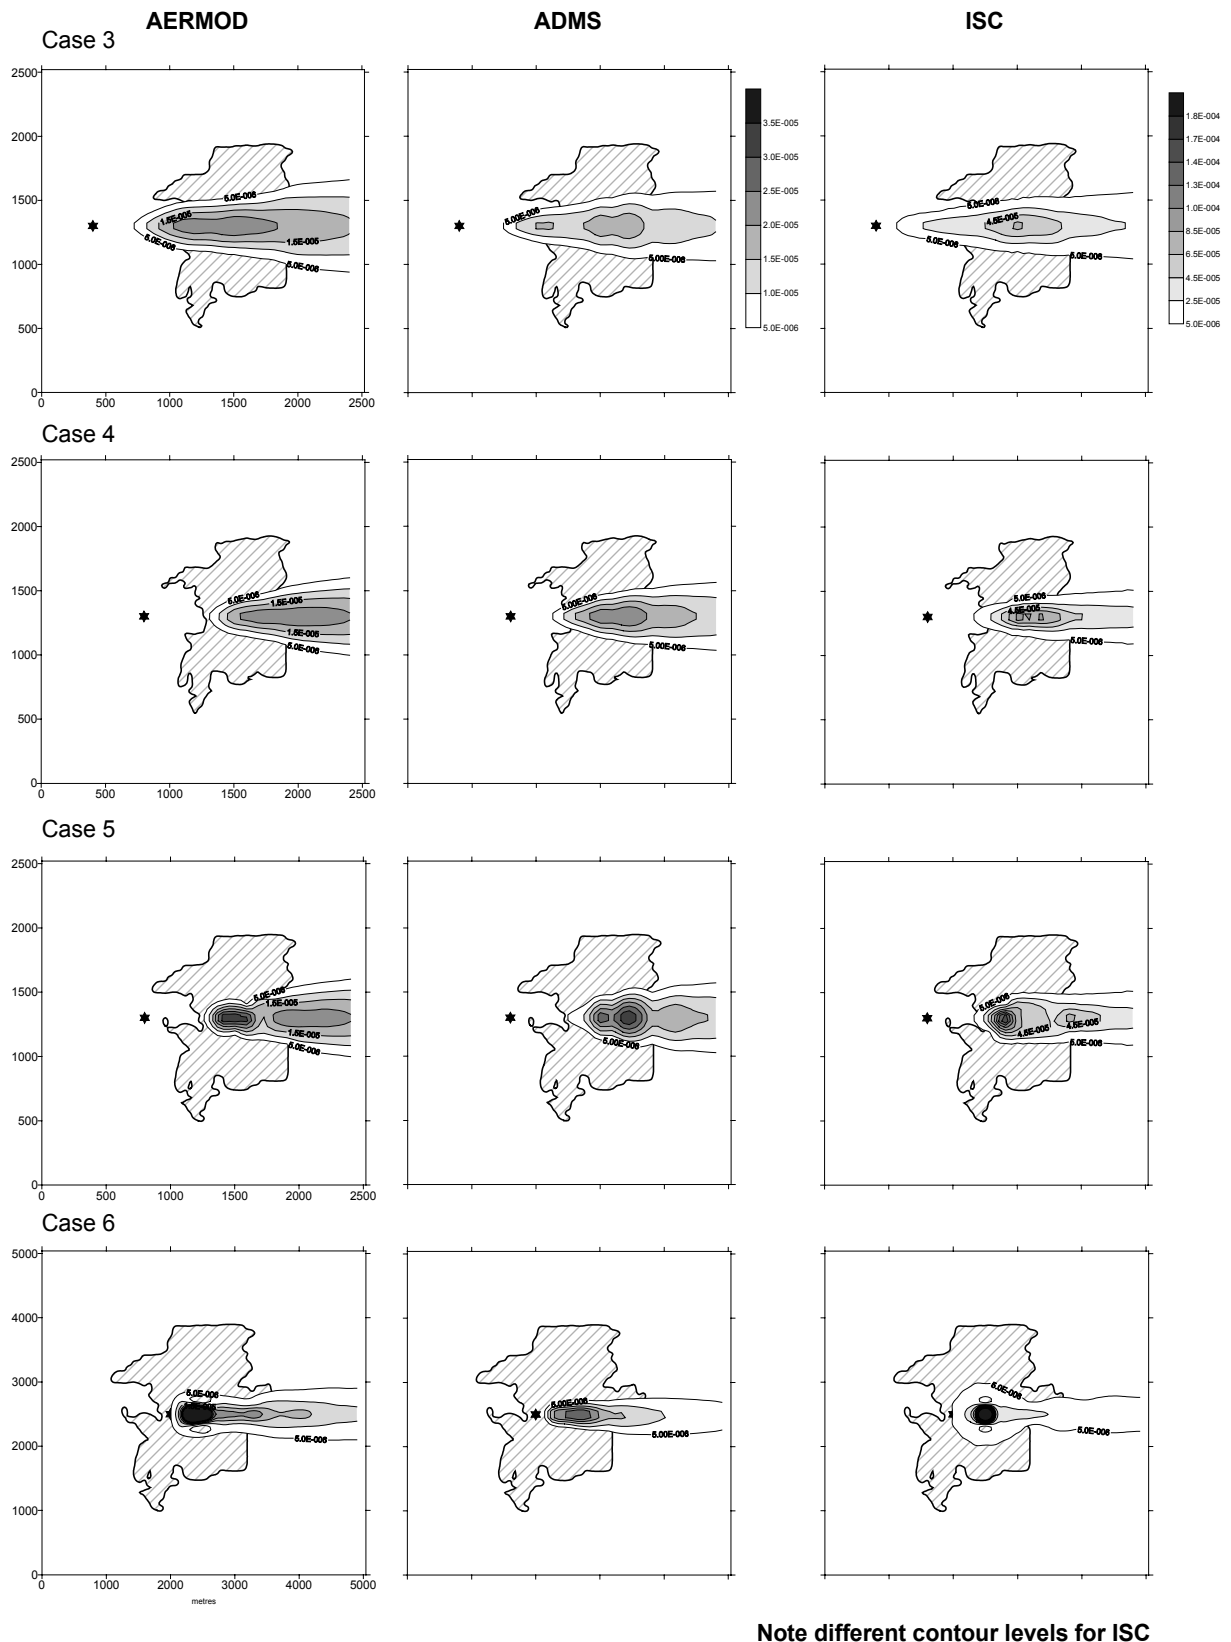 AERMOD
ADMS
ISC
Case 3
2500
2000
1500
1000
500
0
0
500
1000
1500
2000
2500
5.0E-006
1.5E-005
5.0E-006
1.5E-005
5.0E-006
5.00E-006
5.00E-006
3.5E-005
3.0E-005
2.5E-005
2.0E-005
1.5E-005
1.0E-005
5.0E-006
5.0E-006
4.5E-005
5.0E-006
5.0E-006
1.8E-004
1.7E-004
1.4E-004
1.3E-004
1.0E-004
8.5E-005
6.5E-005
4.5E-005
2.5E-005
5.0E-006
Case 4
2500
2000
1500
1000
500
0
0
500
1000
1500
2000
2500
5.0E-006
1.5E-005
1.5E-005
5.0E-006
5.00E-006
5.00E-006
5.0E-006
4.5E-005
5.0E-006
Case 5
2500
2000
1500
1000
500
0
0
500
1000
1500
2000
2500
5.0E-006
1.5E-005
1.5E-005
5.0E-006
5.00E-006
5.0E-006
4.5E-005
4.5E-005
5.0E-006
Case 6
5000
4000
3000
2000
1000
0
0
1000
2000
3000
4000
5000
metres
5.0E-006
5.0E-006
5.00E-006
5.00E-006
5.0E-006
5.0E-006
Note different contour levels for ISC